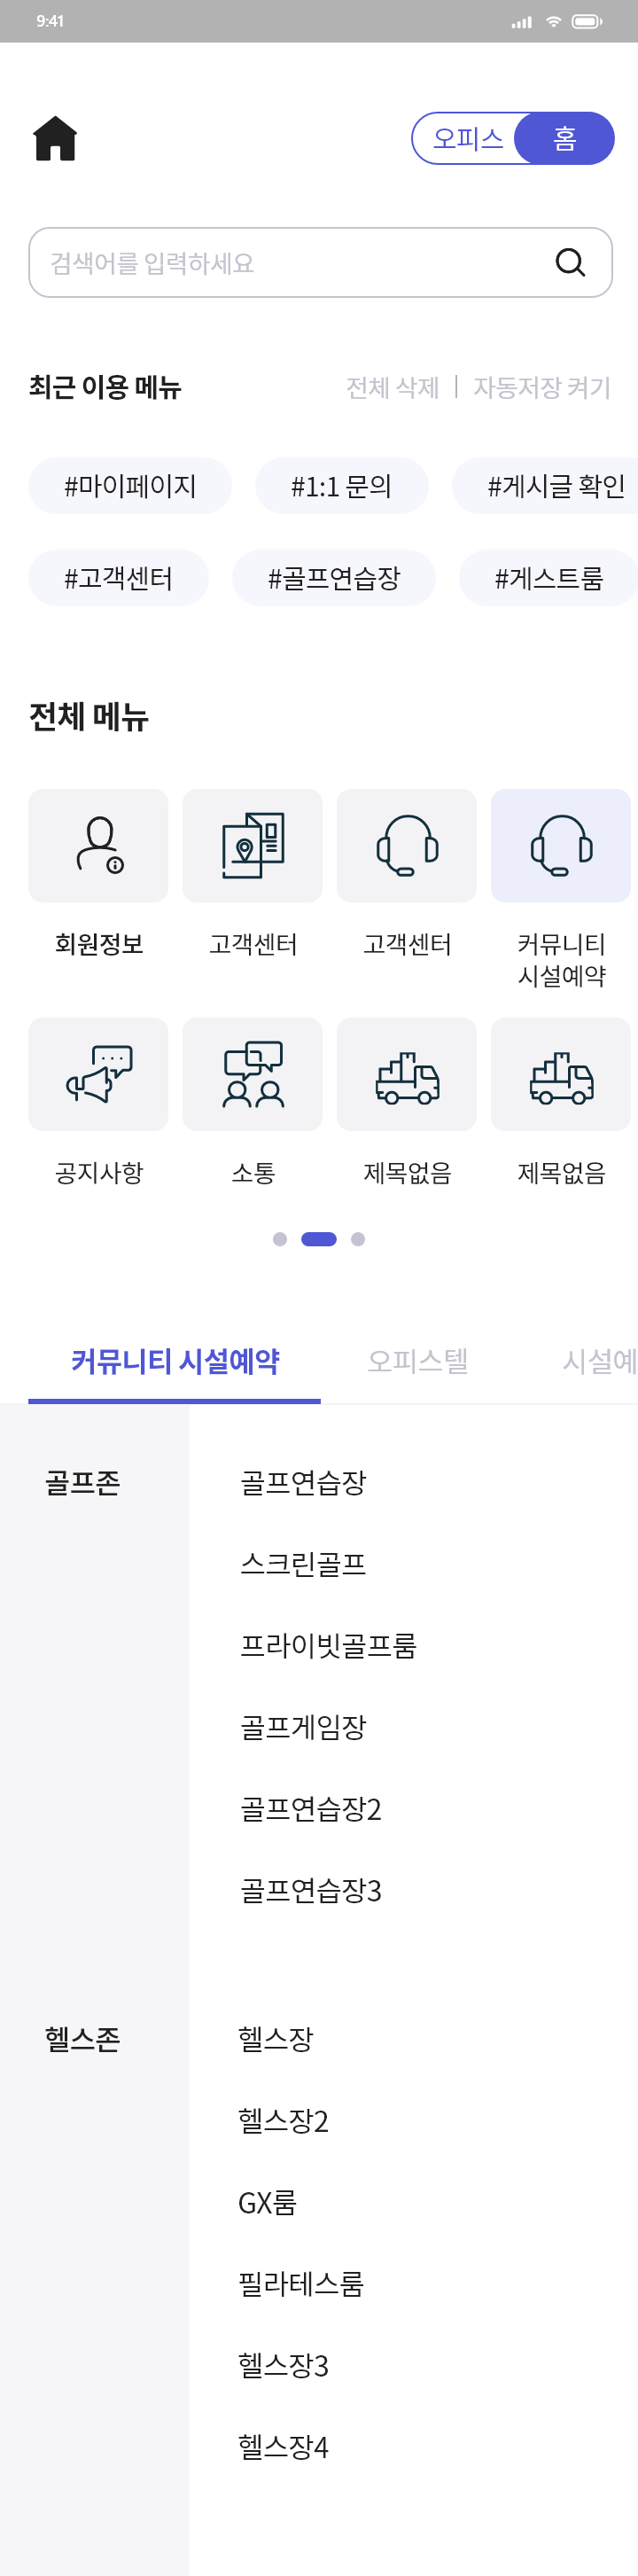 9:41
오피스 홈
검색어를 입력하세요
최근 이용 메뉴 전체 삭제 | 자동저장 켜기
#마이페이지 #1:1 문의 #게시글 확인
#고객센터 #골프연습장 #게스트룸
전체 메뉴
회원정보 고객센터 고객센터 커뮤니티
시설예약
공지사항 소통 제목없음 제목없음
커뮤니티 시설예약 오피스텔 시설예
골프존 골프연습장
스크린골프
프라이빗골프룸
골프게임장
골프연습장2
골프연습장3
헬스존 헬스장
헬스장2
GX룸
필라테스룸
헬스장3
헬스장4